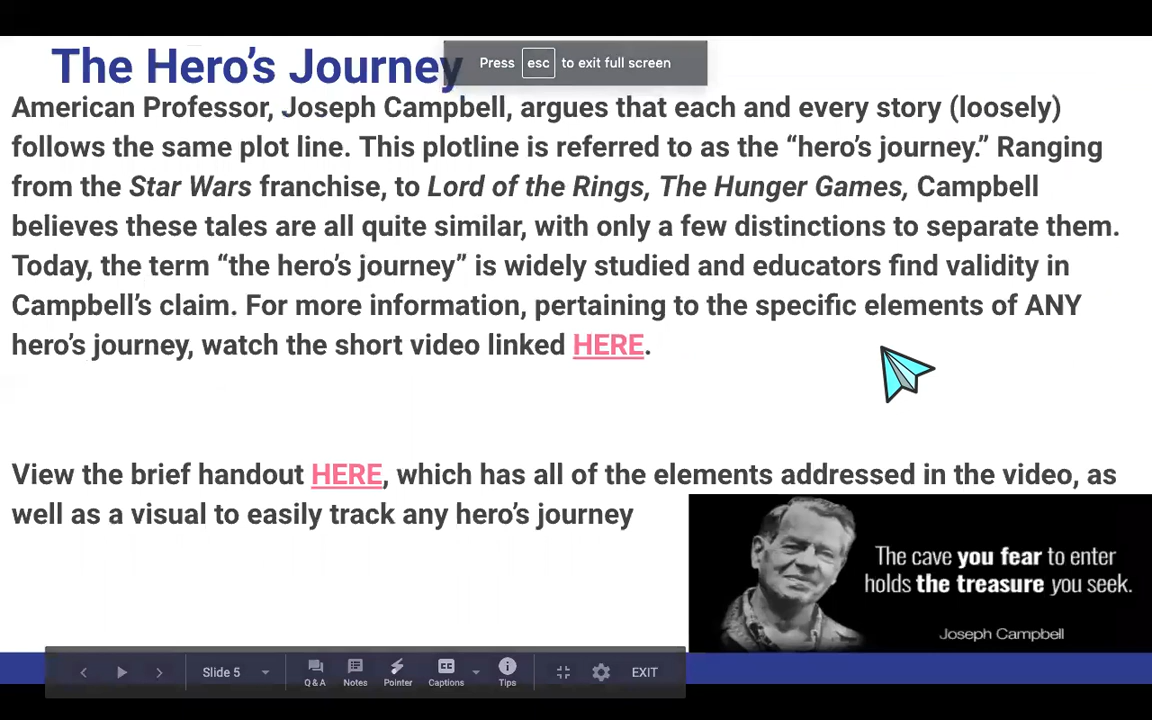 The Hero's Journey
Press esc to exit full screen
American Professor, Joseph Campbell, argues that each and every story (loosely)
follows the same plot line. This plotline is referred to as the “hero's journey.” Ranging
from the Star Wars franchise, to Lord of the Rings, The Hunger Games, Campbell
believes these tales are all quite similar, with only a few distinctions to separate them.
Today, the term “the hero's journey” is widely studied and educators find validity in
Campbell's claim. For more information, pertaining to the specific elements of ANY
hero's journey, watch the short video linked HERE.
View the brief handout HERE, which has all of the elements addressed in the video, as
well as a visual to easily track any hero's journey
The cave you fear to enter
holds the treasure you seek.
Joseph Campbell
Slide 5
Q&A
Notes
Pointer
CC
Captions
Tips
EXIT